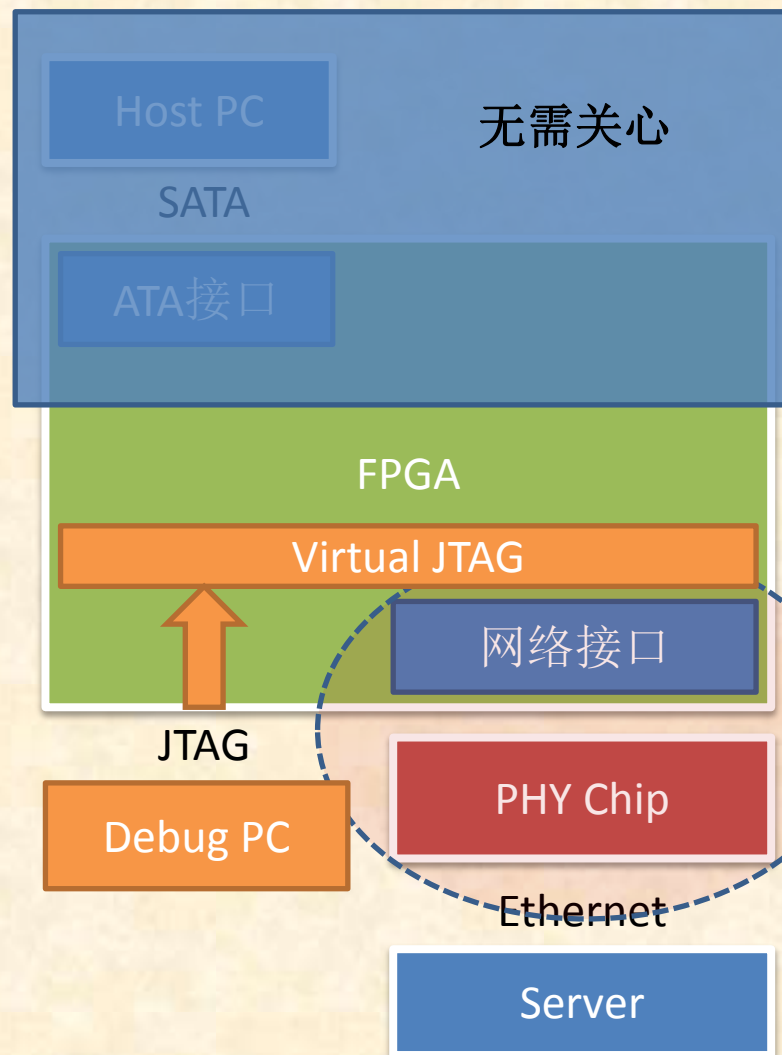 Host PC
无需关心
SATA
ATA接口
FPGA
Virtual JTAG
网络接口
JTAG
PHY Chip
Debug PC
Ethernet
Server